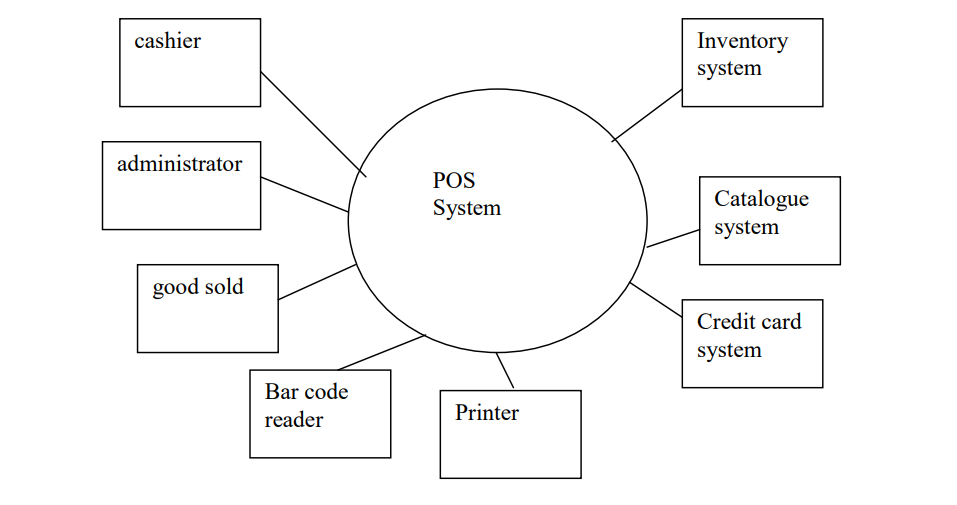 cashier
Inventory
system
administrator
POS
System
Catalogue
system
good sold
Credit card
system
Bar code
reader
Printer